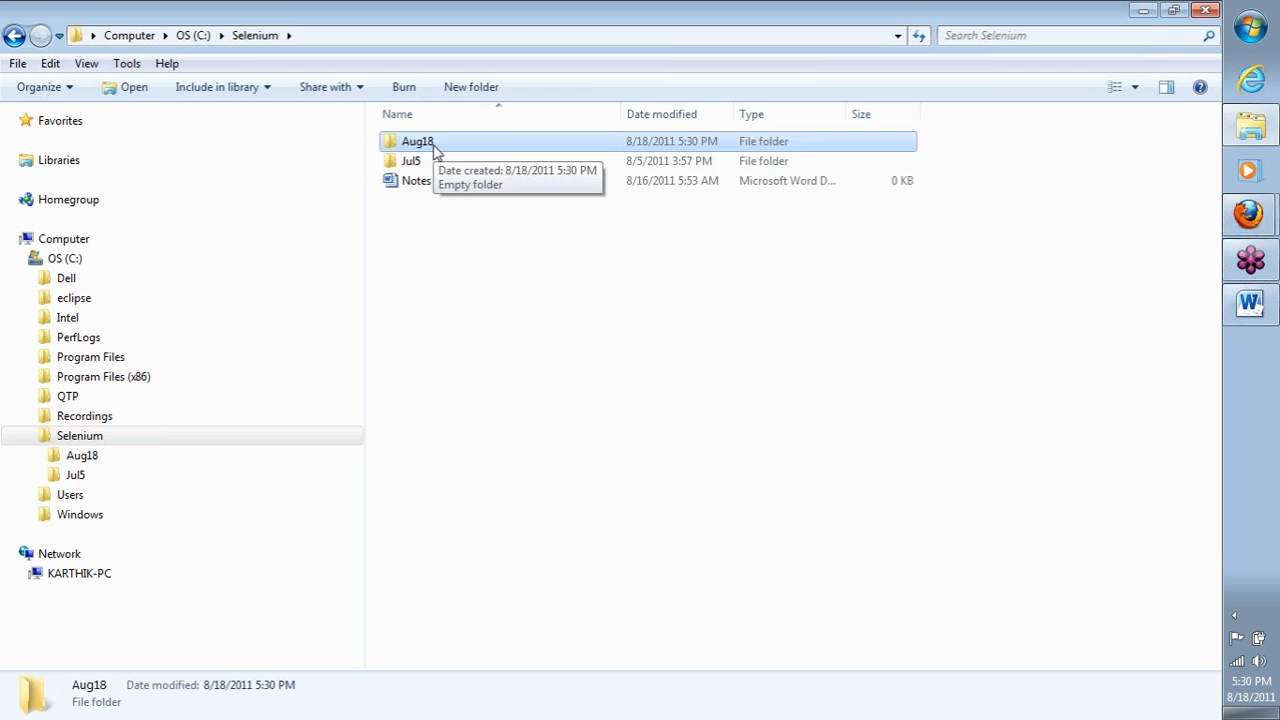 Computer OS (C:) Selenium
Search Selenium
File Edit View Tools Help
Organize Open Include in library Share with Burn New folder
Name Date modified Type Size
Favorites
Libraries
Homegroup
Computer
OS (C:)
Dell
eclipse
Intel
PerfLogs
Program Files
Program Files (x86)
QTP
Recordings
Selenium
Aug18
Jul5
Users
Windows
Network
KARTHIK-PC
Aug18 8/18/2011 5:30 PM File folder
Jul5 8/5/2011 3:57 PM File folder
Notes 8/16/2011 5:53 AM Microsoft Word D... 0 KB
Date created: 8/18/2011 5:30 PM
Empty folder
Aug18 Date modified: 8/18/2011 5:30 PM
File folder
5:30 PM
8/18/2011